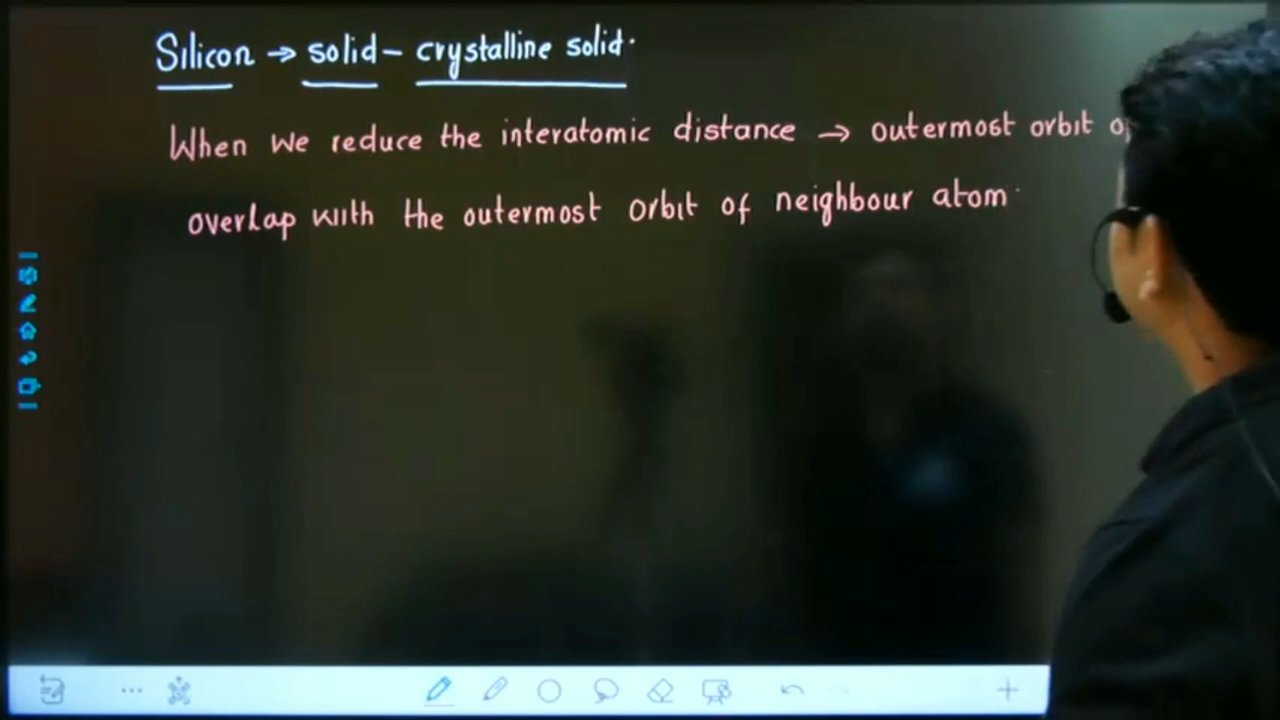 Silicon → solid - crystalline solid.
When we reduce the interatomic distance → outermost orbit
overlap with the outermost orbit of neighbour atom.